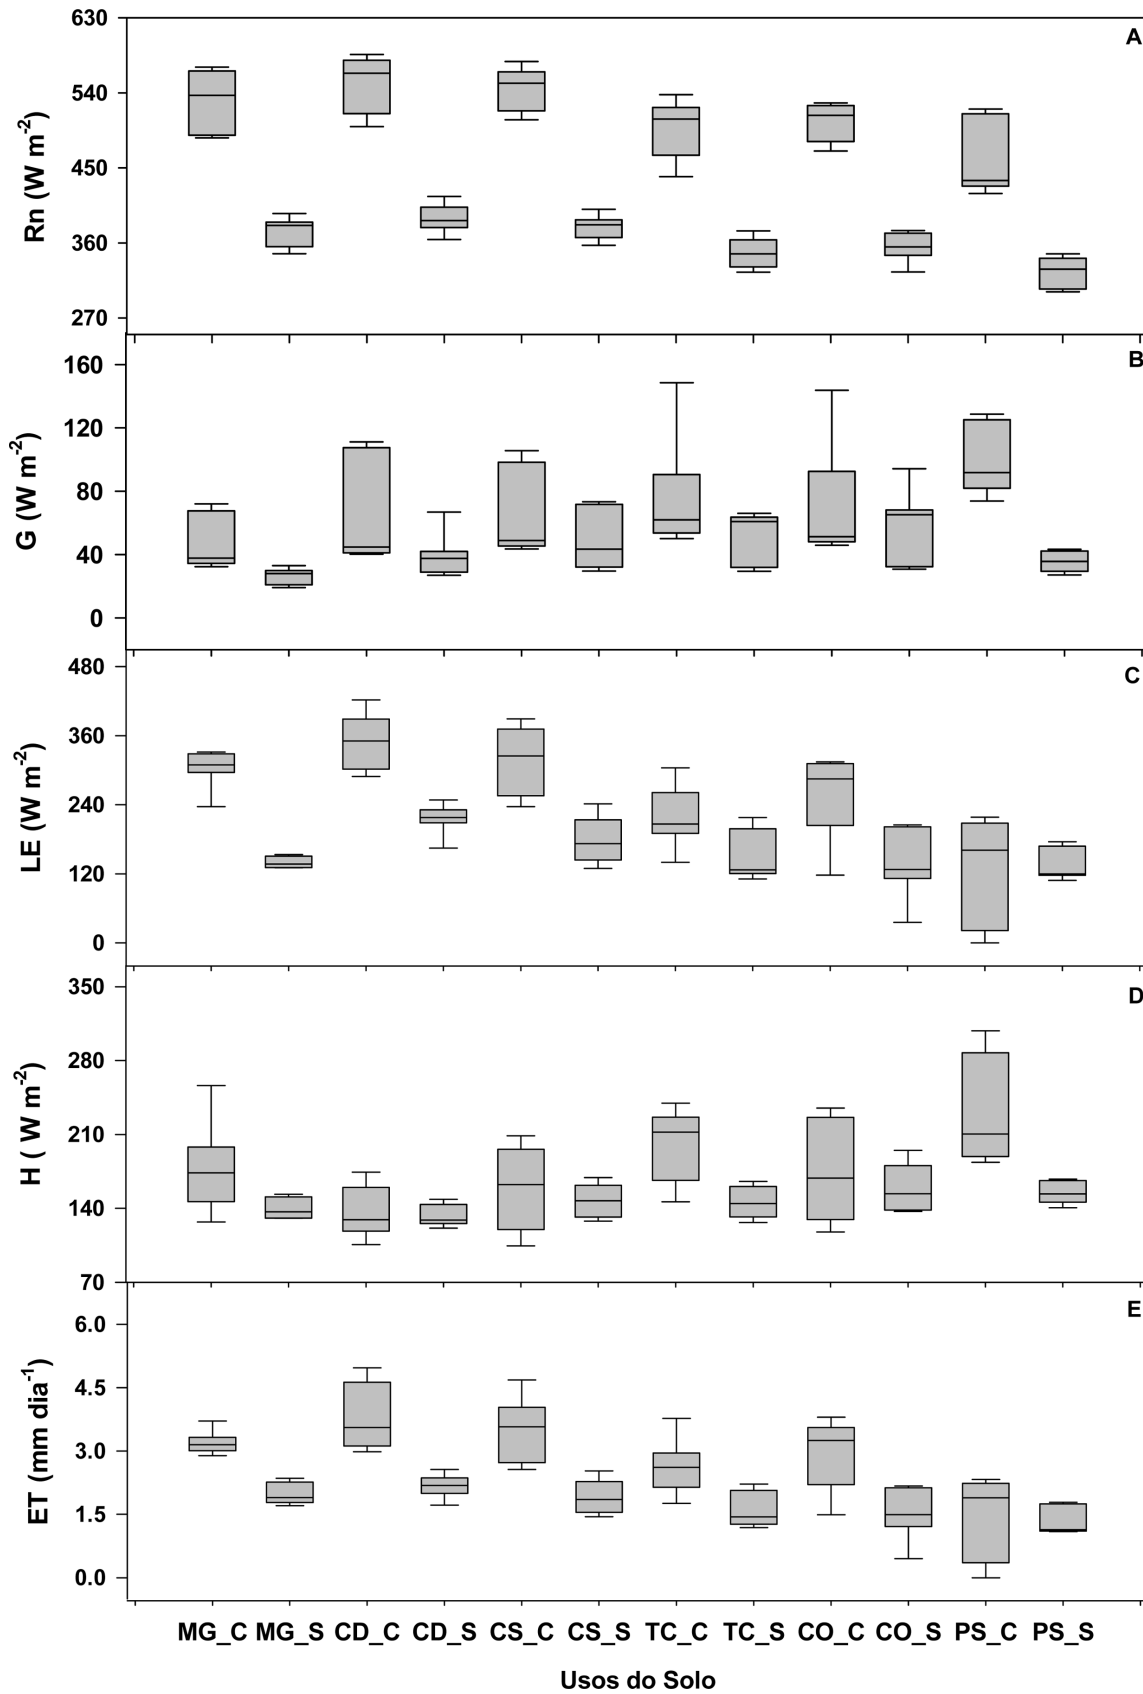 A
630
540
450
360
270
Rn (W m-2)
B
160
120
80
40
0
G (W m-2)
C
480
360
240
120
0
LE (W m-2)
D
350
280
210
140
70
H ( W m-2)
E
6.0
4.5
3.0
1.5
0.0
ET (mm dia-1)
MG_C MG_S CD_C CD_S CS_C CS_S TC_C TC_S CO_C CO_S PS_C PS_S
Usos do Solo